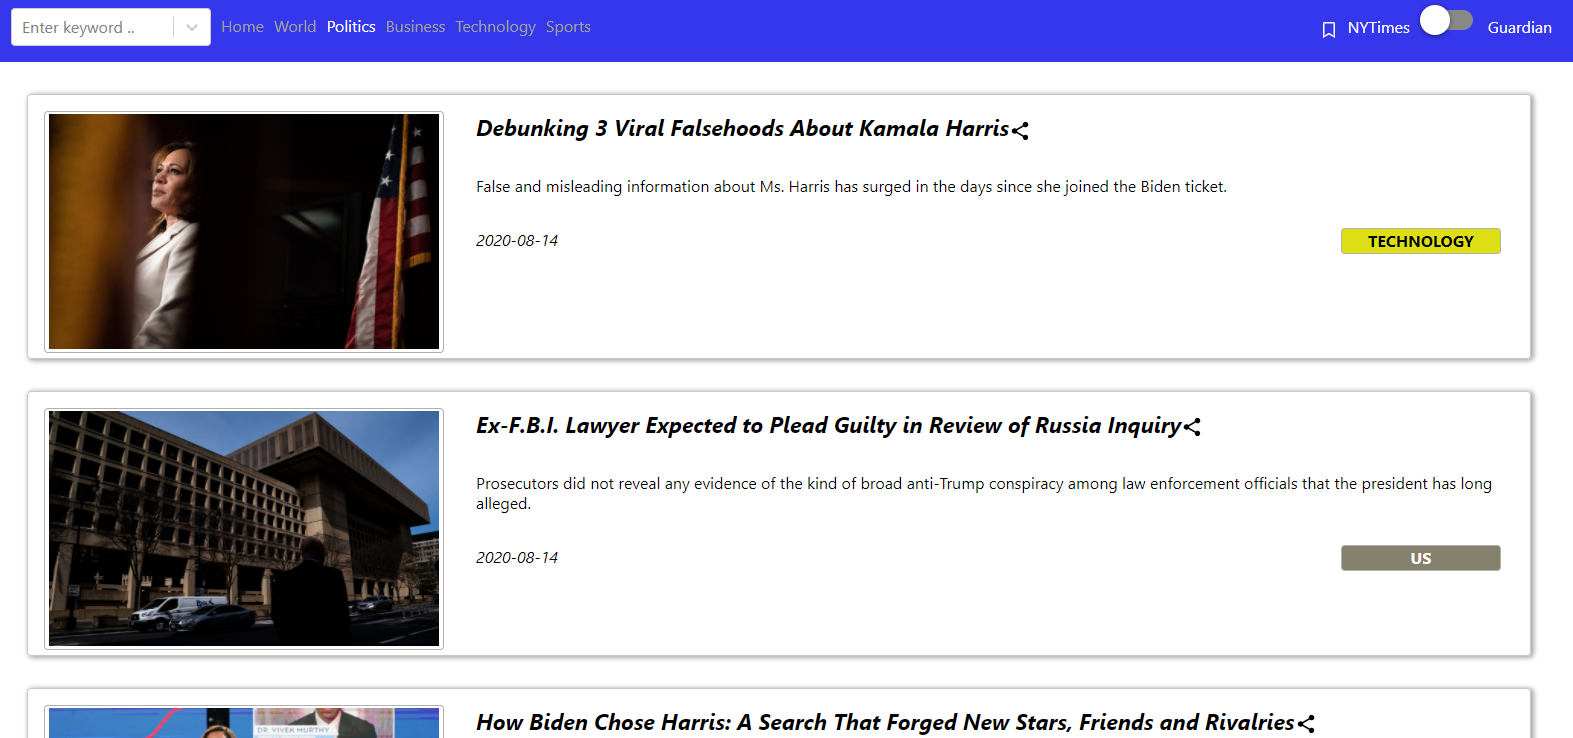 Enter keyword ..
Home World Politics Business Technology Sports
NYTimes
Guardian
Debunking 3 Viral Falsehoods About Kamala Harris
False and misleading information about Ms. Harris has surged in the days since she joined the Biden ticket.
2020-08-14
TECHNOLOGY
Ex-F.B.I. Lawyer Expected to Plead Guilty in Review of Russia Inquiry
Prosecutors did not reveal any evidence of the kind of broad anti-Trump conspiracy among law enforcement officials that the president has long
alleged.
2020-08-14
US
How Biden Chose Harris: A Search That Forged New Stars, Friends and Rivalries
DR. VIVEK MURTHY